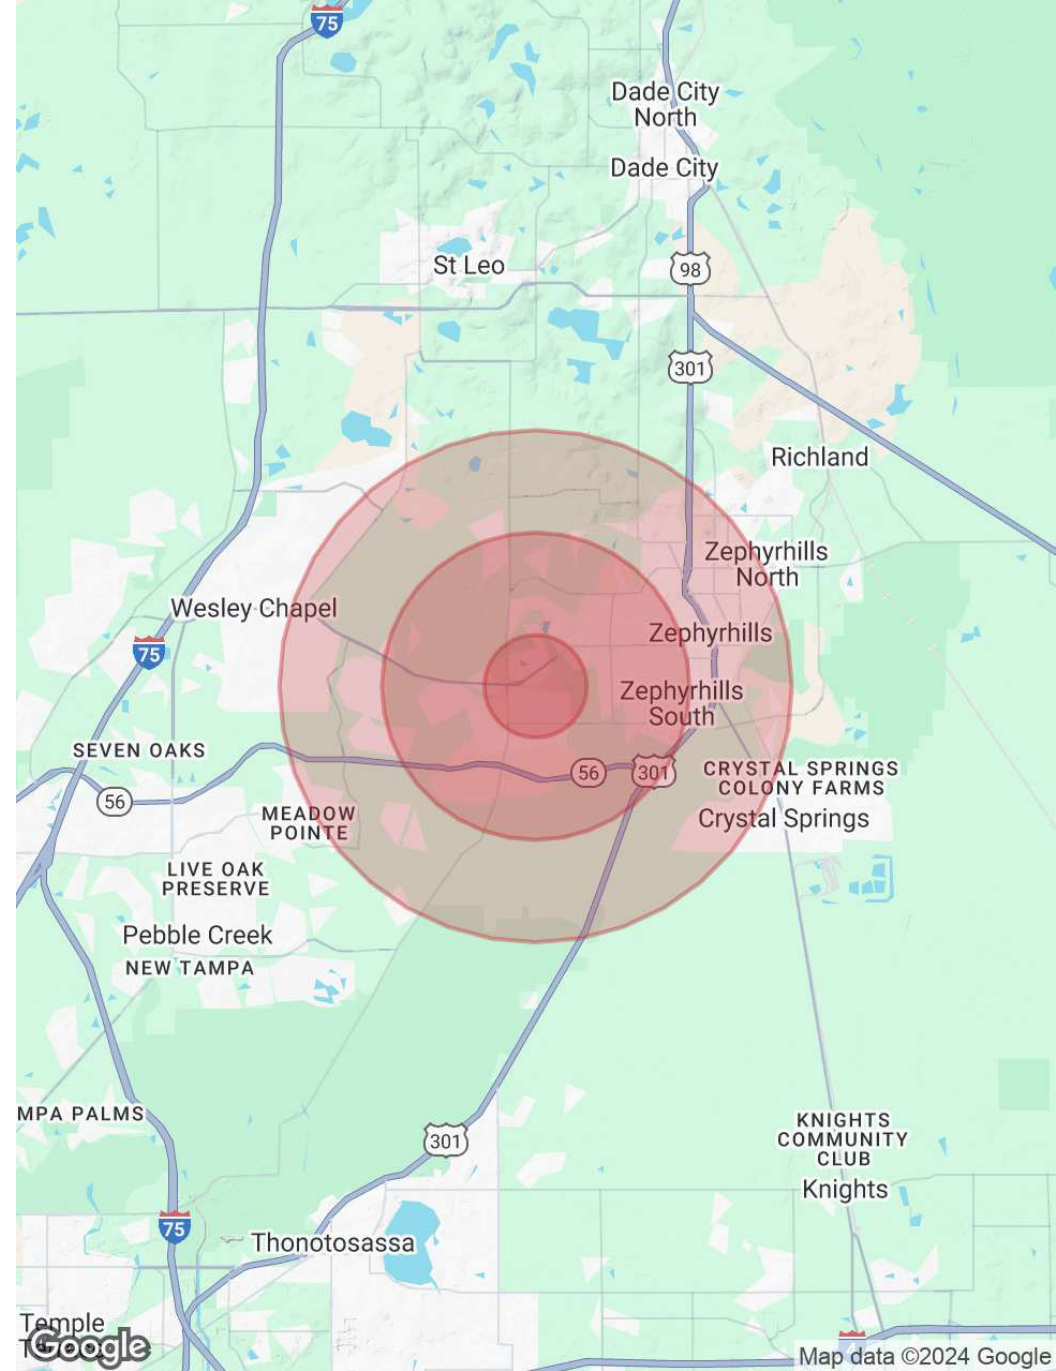 75
Dade City
North
Dade City
St Leo
98
301
Richland
Zephyrhills
North
Wesley Chapel
Zephyrhills
75
Zephyrhills
South
SEVEN OAKS
56
301
CRYSTAL SPRINGS
COLONY FARMS
56
MEADOW
POINTE
Crystal Springs
LIVE OAK
PRESERVE
Pebble Creek
NEW TAMPA
MPA PALMS
301
KNIGHTS
COMMUNITY
CLUB
Knights
75
Thonotosassa
Temple
Google
Map data ©2024 Google